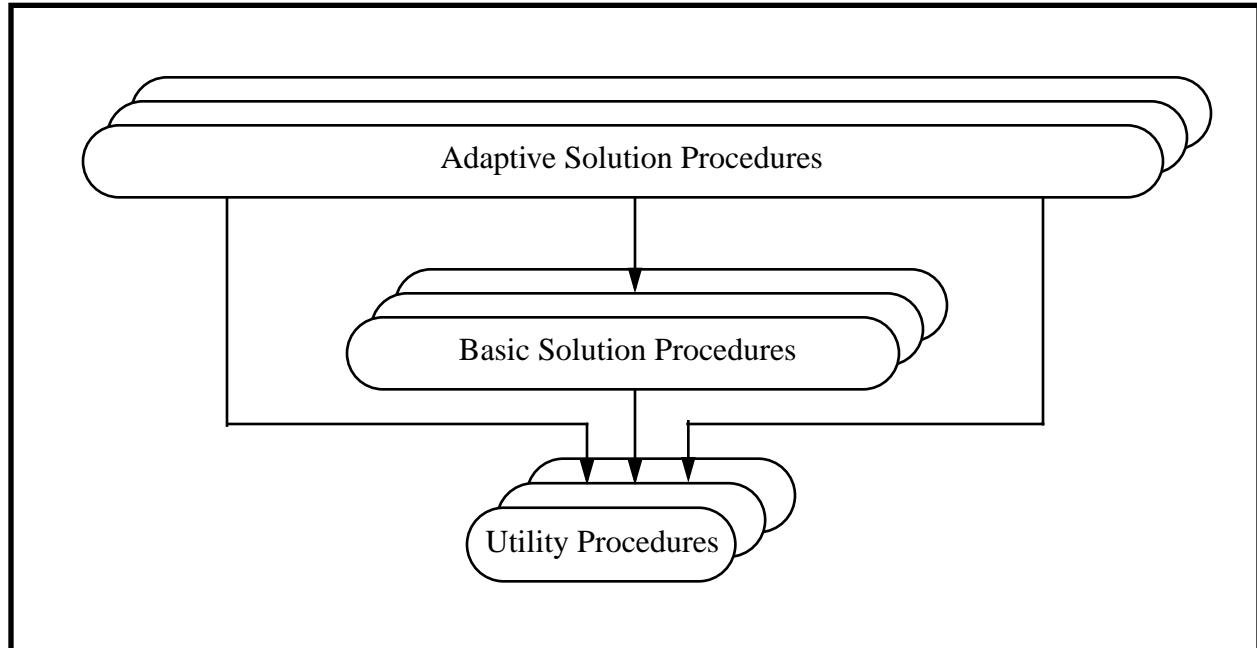 Adaptive Solution Procedures
Basic Solution Procedures
Utility Procedures